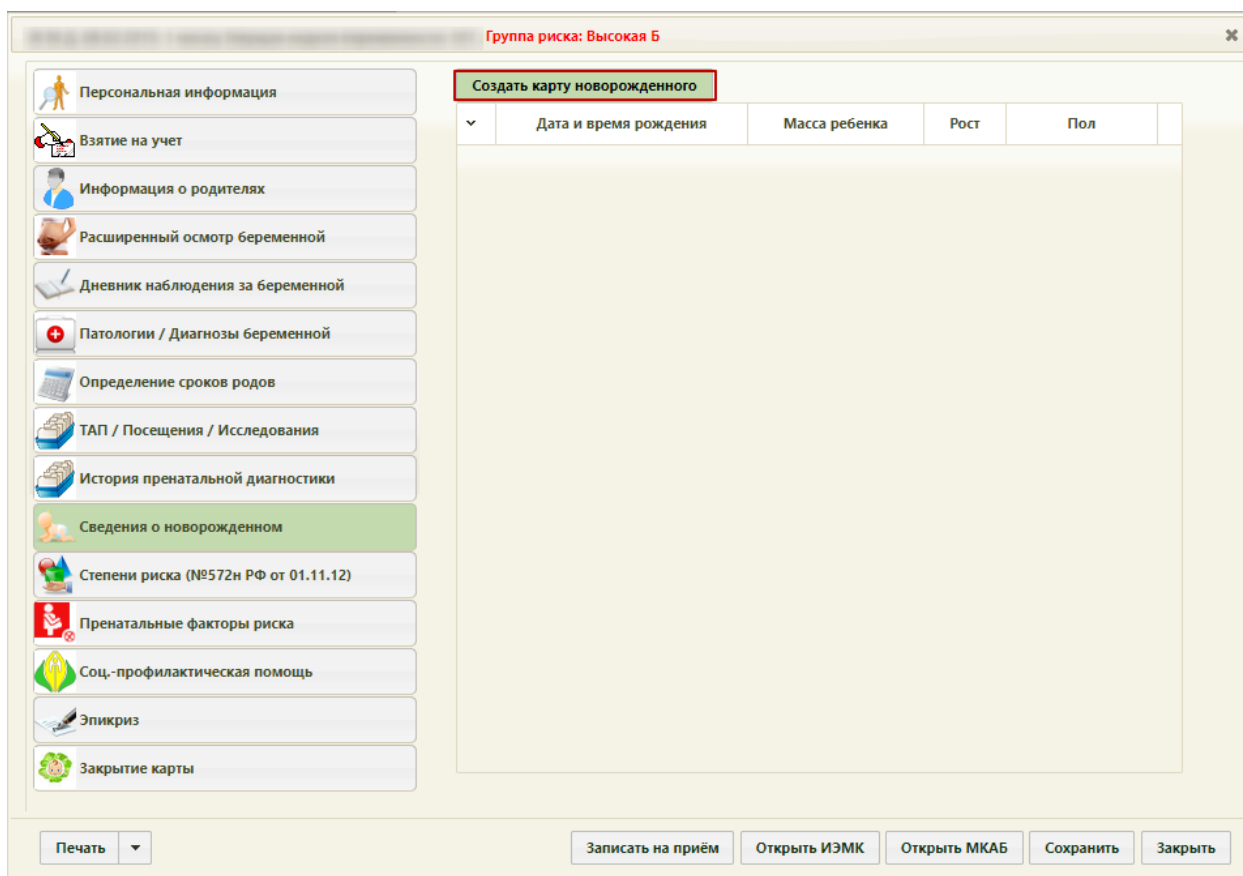 Группа риска: Высокая Б
Персональная информация
Взятие на учет
Информация о родителях
Расширенный осмотр беременной
Дневник наблюдения за беременной
Патологии / Диагнозы беременной
Определение сроков родов
ТАП / Посещения / Исследования
История пренатальной диагностики
Сведения о новорожденном
Степени риска (№572н РФ от 01.11.12)
Пренатальные факторы риска
Соц.-профилактическая помощь
Эпикриз
Закрытие карты
Создать карту новорожденного
Дата и время рождения Масса ребенка Рост Пол
Печать Записать на приём Открыть ИЭМК Открыть МКАБ Сохранить Закрыть